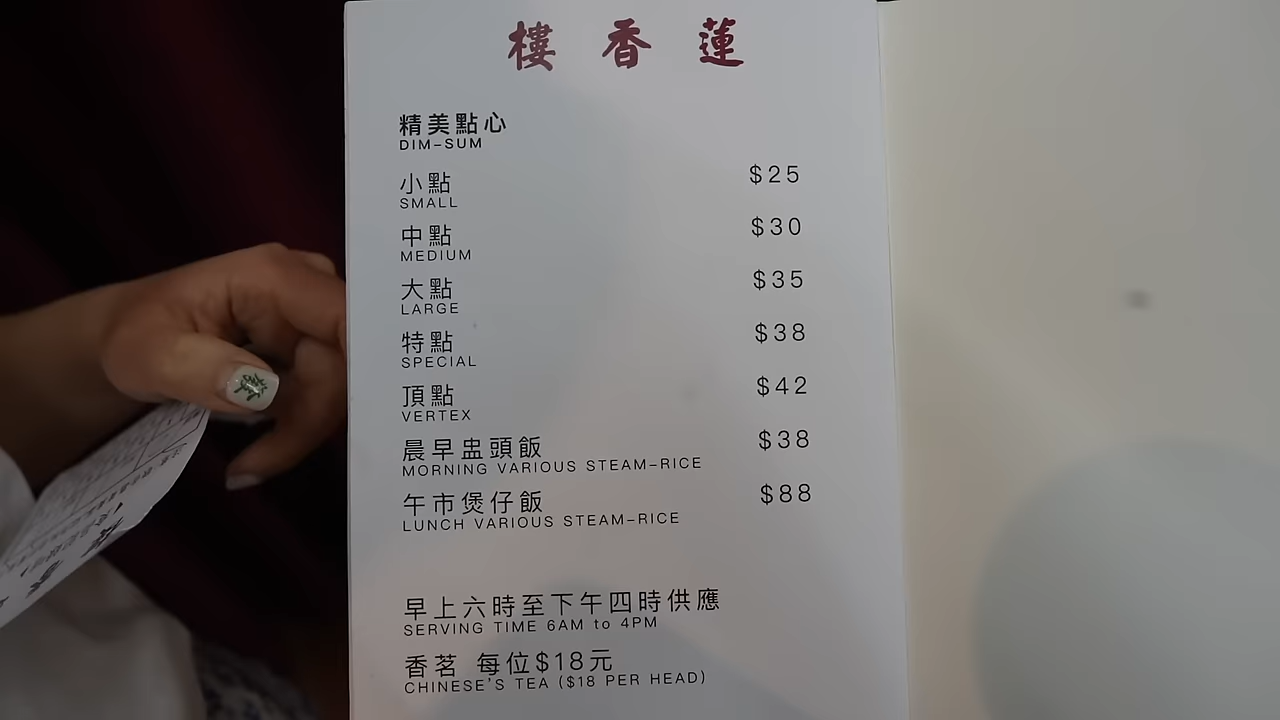 樓香蓮
精美點心
DIM-SUM
小點 $25
SMALL
中點 $30
MEDIUM
大點 $35
LARGE
特點 $38
SPECIAL
頂點 $42
VERTEX
晨早盅頭飯 $38
MORNING VARIOUS STEAM-RICE
午市煲仔飯 $88
LUNCH VARIOUS STEAM-RICE
早上六時至下午四時供應
SERVING TIME 6AM to 4PM
香茗 每位$18元
CHINESE'S TEA ($18 PER HEAD)